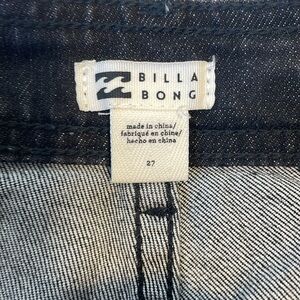 BILLA
BONG
made in china/
fabriqué en chine/
hecho en china
27